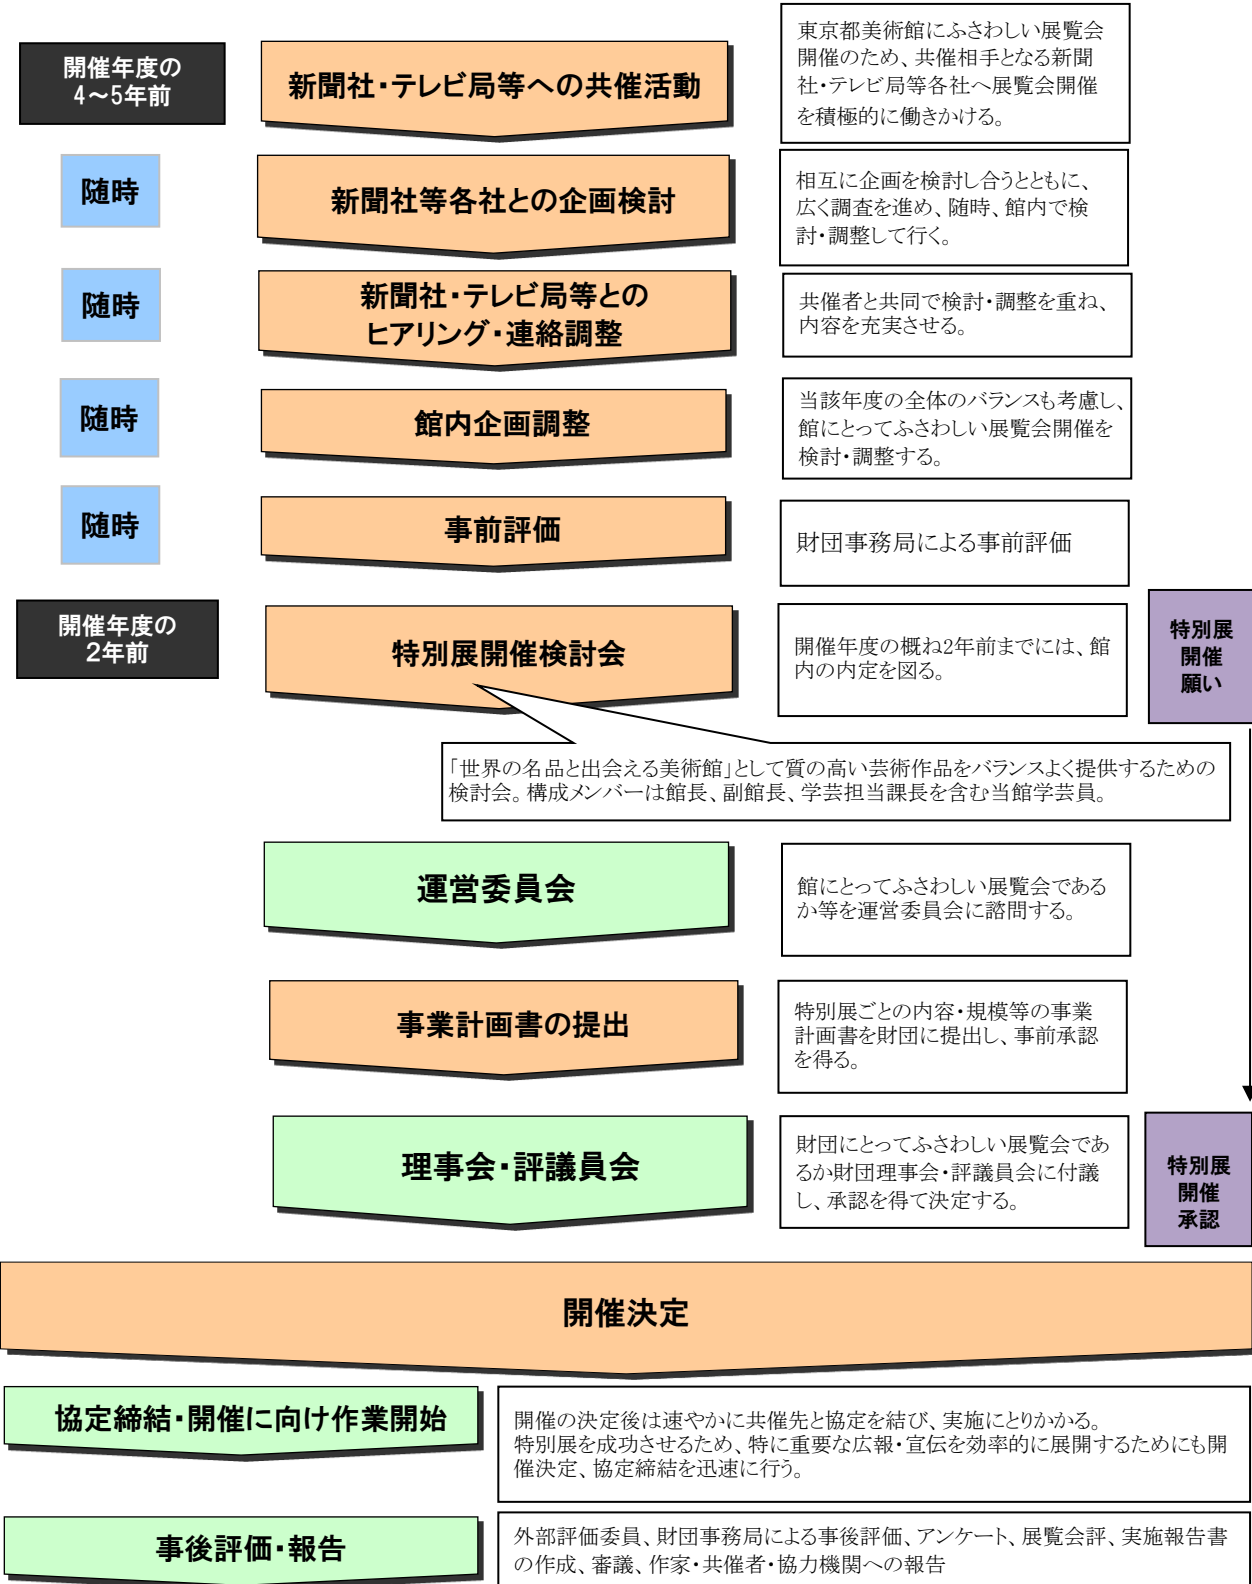 開催年度の
4～5年前
新聞社・テレビ局等への共催活動
東京都美術館にふさわしい展覧会
開催のため、共催相手となる新聞
社・テレビ局等各社へ展覧会開催
を積極的に働きかける。
随時
新聞社等各社との企画検討
相互に企画を検討し合うとともに、
広く調査を進め、随時、館内で検
討・調整して行く。
随時
新聞社・テレビ局等との
ヒアリング・連絡調整
共催者と共同で検討・調整を重ね、
内容を充実させる。
随時
館内企画調整
当該年度の全体のバランスも考慮し、
館にとってふさわしい展覧会開催を
検討・調整する。
随時
事前評価
財団事務局による事前評価
開催年度の
2年前
特別展開催検討会
開催年度の概ね2年前までには、館
内の内定を図る。
特別展
開催
願い
「世界の名品と出会える美術館」として質の高い芸術作品をバランスよく提供するための
検討会。構成メンバーは館長、副館長、学芸担当課長を含む当館学芸員。
運営委員会
館にとってふさわしい展覧会である
か等を運営委員会に諮問する。
事業計画書の提出
特別展ごとの内容・規模等の事業
計画書を財団に提出し、事前承認
を得る。
理事会・評議員会
財団にとってふさわしい展覧会であ
るか財団理事会・評議員会に付議
し、承認を得て決定する。
特別展
開催
承認
開催決定
協定締結・開催に向け作業開始
開催の決定後は速やかに共催先と協定を結び、実施にとりかかる。
特別展を成功させるため、特に重要な広報・宣伝を効率的に展開するためにも開
催決定、協定締結を迅速に行う。
事後評価・報告
外部評価委員、財団事務局による事後評価、アンケート、展覧会評、実施報告書
の作成、審議、作家・共催者・協力機関への報告